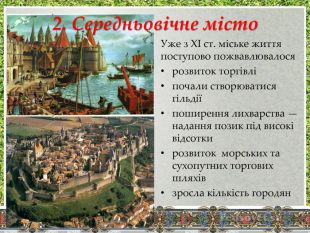 2. Середньовічне місто
Уже з XI ст. міське життя
поступово пожвавлювалося
• розвиток торгівлі
• почали створюватися
гільдії
• поширення лихварства —
надання позик під високі
відсотки
• розвиток морських та
сухопутних торгових
шляхів
• зросла кількість городян